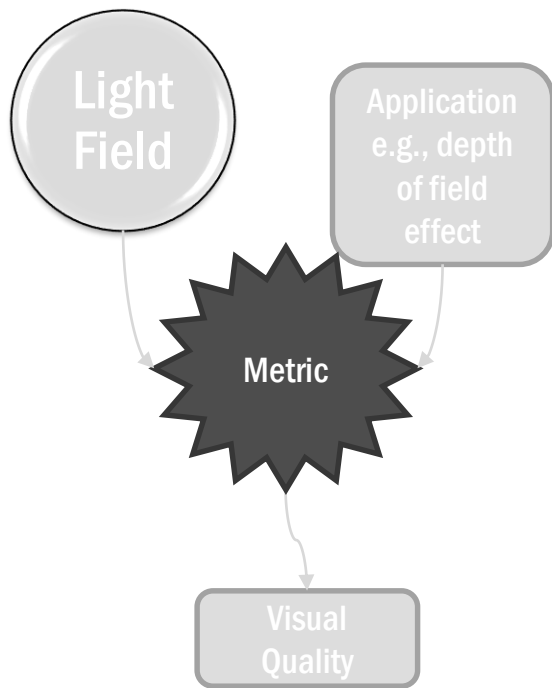 Light
Field
Application
e.g., depth
of field
effect
Metric
Visual
Quality